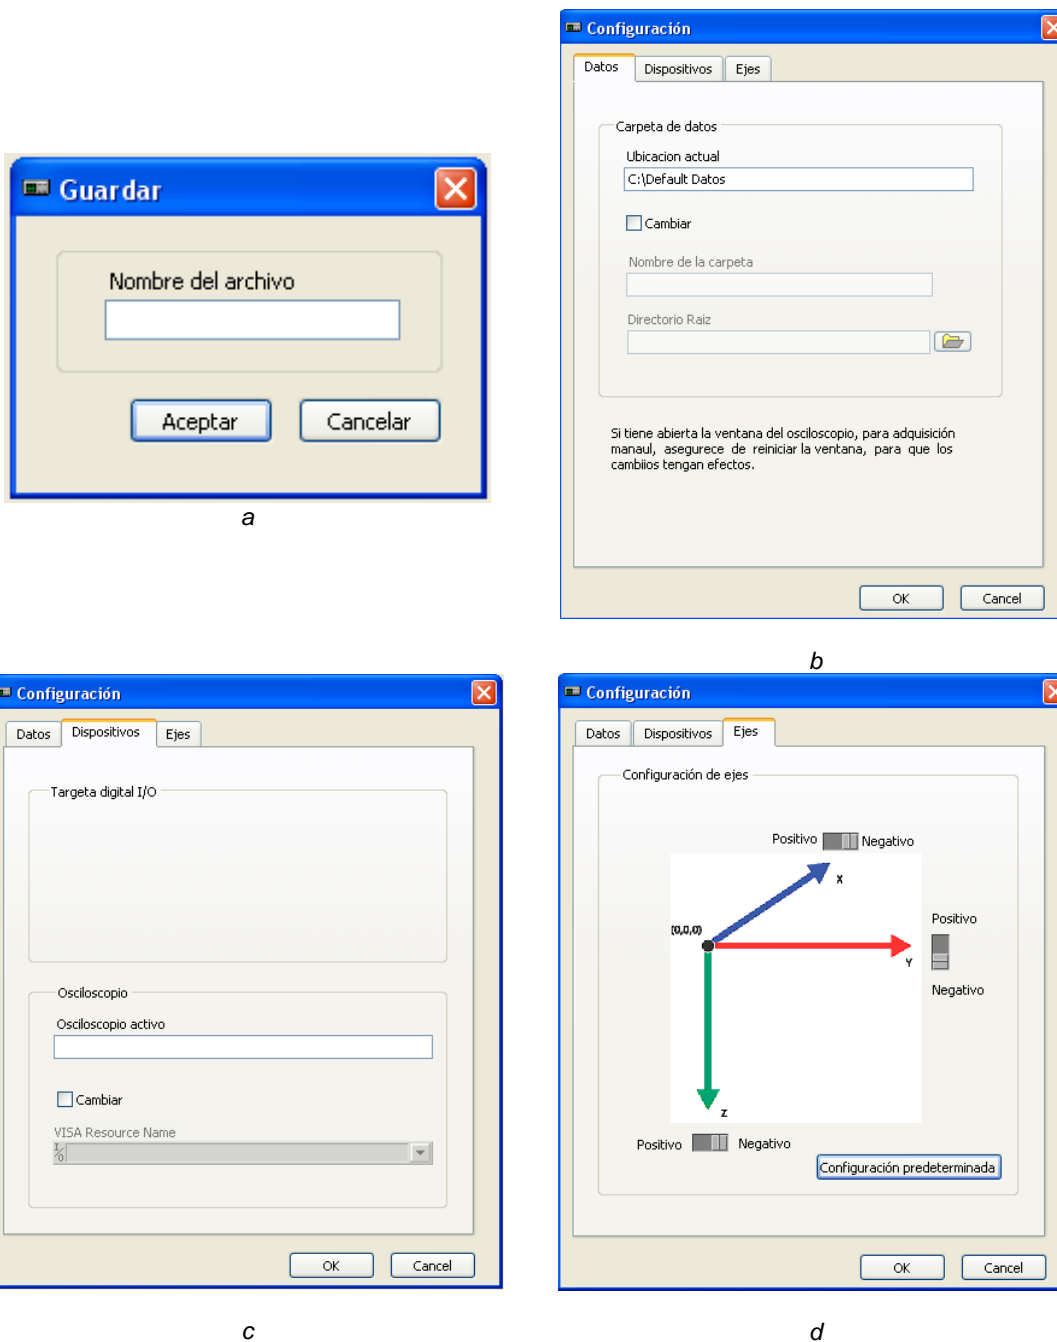 Guardar
Nombre del archivo
Aceptar
Cancelar
a
Configuración
Datos
Dispositivos
Ejes
Carpeta de datos
Ubicacion actual
C:\Default Datos
Cambiar
Nombre de la carpeta
Directorio Raiz
Si tiene abierta la ventana del osciloscopio, para adquisición
manaul, asegurece de reiniciar la ventana, para que los
cambiios tengan efectos.
OK
Cancel
b
Configuración
Datos
Dispositivos
Ejes
Targeta digital I/O
Osciloscopio
Osciloscopio activo
Cambiar
VISA Resource Name
I/O
OK
Cancel
c
Configuración
Datos
Dispositivos
Ejes
Configuración de ejes
Positivo
Negativo
X
(0,0,0)
Y
Positivo
Negativo
Z
Positivo
Negativo
Configuración predeterminada
OK
Cancel
d